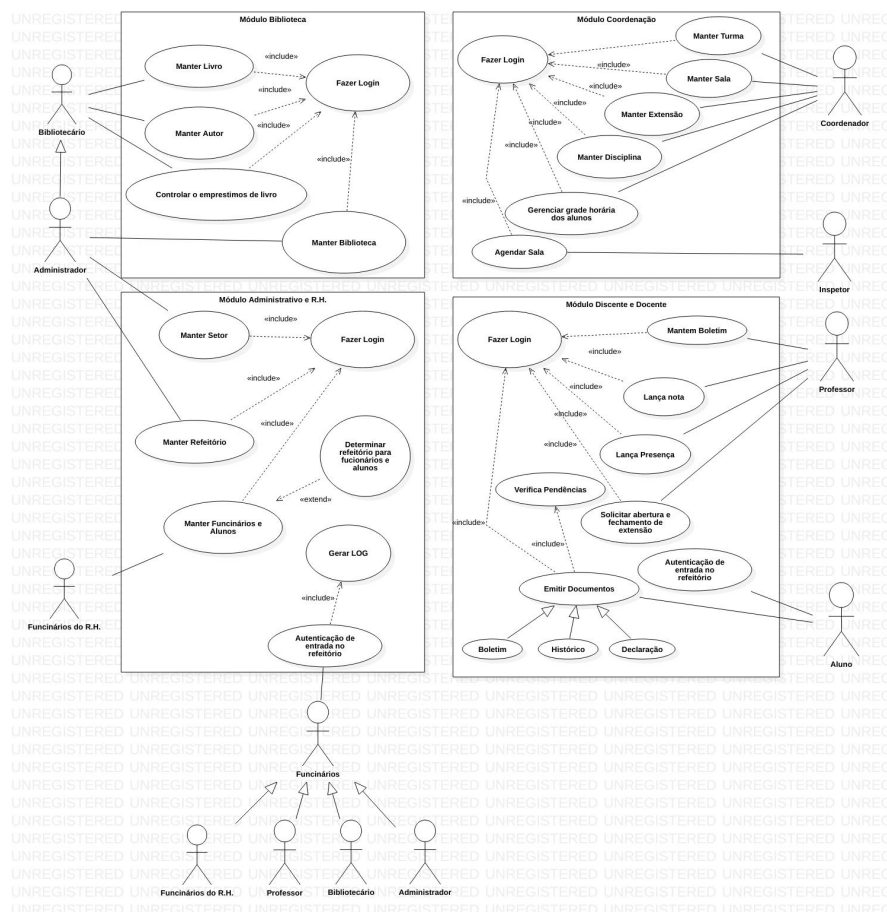 Módulo Biblioteca
Manter Livro
«include»
Fazer Login
«include»
Manter Autor
«include»
«include»
Controlar o emprestimos de livro
Manter Biblioteca
Bibliotecário
Administrador
Módulo Coordenação
Manter Turma
Fazer Login
«include»
Manter Sala
«include»
Manter Extensão
«include»
«include»
Manter Disciplina
«include»
Gerenciar grade horária
dos alunos
Agendar Sala
Coordenador
Inspetor
Módulo Administrativo e R.H.
Manter Setor
«include»
Fazer Login
«include»
Manter Refeitório
«include»
Determinar
refeitório para
fucionários e
alunos
«extend»
Manter Funcinários e
Alunos
Gerar LOG
«include»
Autenticação de
entrada no
refeitório
Funcinários do R.H.
Módulo Discente e Docente
Fazer Login
Mantem Boletim
«include»
Lança nota
«include»
«include»
«include»
Lança Presença
Verifica Pendências
Solicitar abertura e
fechamento de
extensão
«include»
«include»
Autenticação de
entrada no
refeitório
Emitir Documentos
Boletim
Histórico
Declaração
Professor
Aluno
Funcinários
Funcinários do R.H.
Professor
Bibliotecário
Administrador
UNREGISTERED